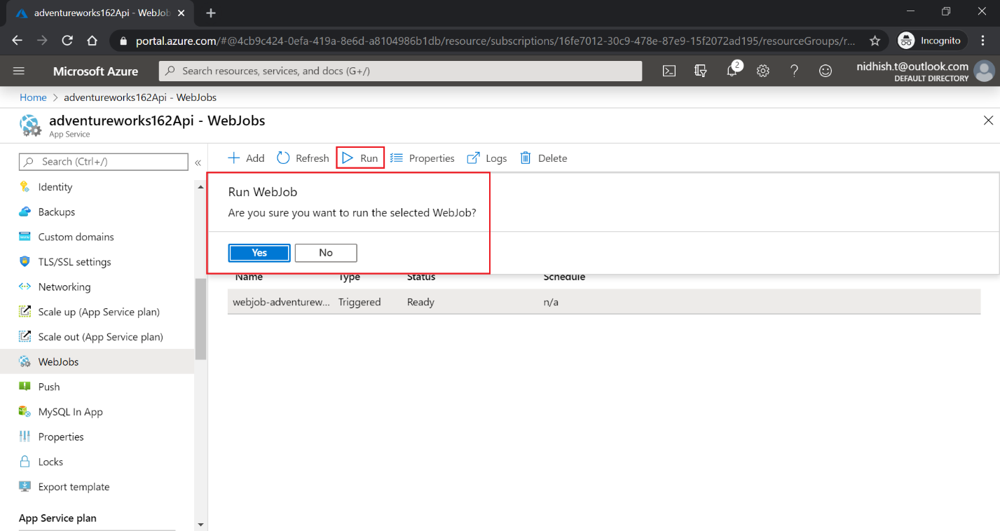 adventureworks162Api - WebJob
portal.azure.com/#@4cb9c424-0efa-419a-8e6d-a8104986b1db/resource/subscriptions/16fe7012-30c9-478e-87e9-15f2072ad195/resourceGroups/r...
Incognito
Microsoft Azure
Search resources, services, and docs (G+/)
2
nidhish.t@outlook.com
DEFAULT DIRECTORY
Home > adventureworks162Api - WebJobs
adventureworks162Api - WebJobs
App Service
Search (Ctrl+/)
«
Add Refresh Run Properties Logs Delete
Run WebJob
Are you sure you want to run the selected WebJob?
Yes No
Name Type Status Schedule
webjob-adventurew... Triggered Ready n/a
Identity
Backups
Custom domains
TLS/SSL settings
Networking
Scale up (App Service plan)
Scale out (App Service plan)
WebJobs
Push
MySQL In App
Properties
Locks
Export template
App Service plan